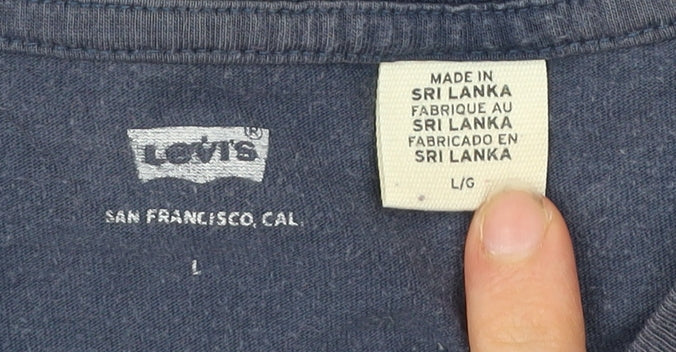 LEVI'S®
SAN FRANCISCO, CAL.
L
MADE IN
SRI LANKA
FABRIQUE AU
SRI LANKA
FABRICADO EN
SRI LANKA
L/G